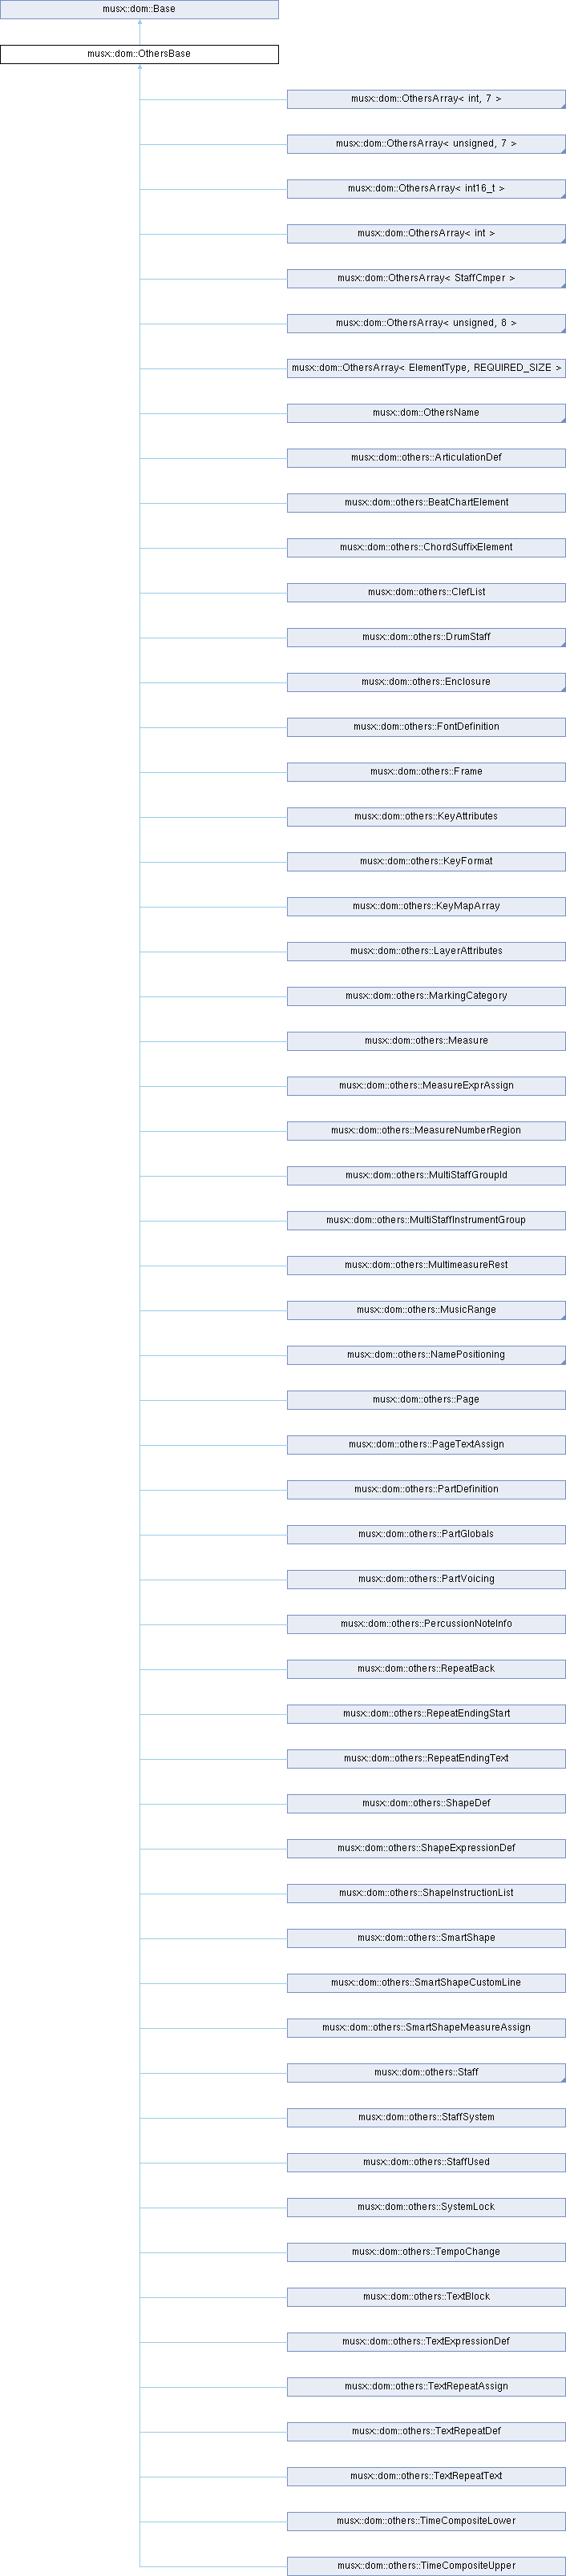 musx::dom::Base
musx::dom::OthersBase
musx::dom::OthersArray< int, 7 >
musx::dom::OthersArray< unsigned, 7 >
musx::dom::OthersArray< int16_t >
musx::dom::OthersArray< int >
musx::dom::OthersArray< StaffCmper >
musx::dom::OthersArray< unsigned, 8 >
musx::dom::OthersArray< ElementType, REQUIRED_SIZE >
musx::dom::OthersName
musx::dom::others::ArticulationDef
musx::dom::others::BeatChartElement
musx::dom::others::ChordSuffixElement
musx::dom::others::ClefList
musx::dom::others::DrumStaff
musx::dom::others::Enclosure
musx::dom::others::FontDefinition
musx::dom::others::Frame
musx::dom::others::KeyAttributes
musx::dom::others::KeyFormat
musx::dom::others::KeyMapArray
musx::dom::others::LayerAttributes
musx::dom::others::MarkingCategory
musx::dom::others::Measure
musx::dom::others::MeasureExprAssign
musx::dom::others::MeasureNumberRegion
musx::dom::others::MultiStaffGroupId
musx::dom::others::MultiStaffInstrumentGroup
musx::dom::others::MultimeasureRest
musx::dom::others::MusicRange
musx::dom::others::NamePositioning
musx::dom::others::Page
musx::dom::others::PageTextAssign
musx::dom::others::PartDefinition
musx::dom::others::PartGlobals
musx::dom::others::PartVoicing
musx::dom::others::PercussionNoteInfo
musx::dom::others::RepeatBack
musx::dom::others::RepeatEndingStart
musx::dom::others::RepeatEndingText
musx::dom::others::ShapeDef
musx::dom::others::ShapeExpressionDef
musx::dom::others::ShapeInstructionList
musx::dom::others::SmartShape
musx::dom::others::SmartShapeCustomLine
musx::dom::others::SmartShapeMeasureAssign
musx::dom::others::Staff
musx::dom::others::StaffSystem
musx::dom::others::StaffUsed
musx::dom::others::SystemLock
musx::dom::others::TempoChange
musx::dom::others::TextBlock
musx::dom::others::TextExpressionDef
musx::dom::others::TextRepeatAssign
musx::dom::others::TextRepeatDef
musx::dom::others::TextRepeatText
musx::dom::others::TimeCompositeLower
musx::dom::others::TimeCompositeUpper